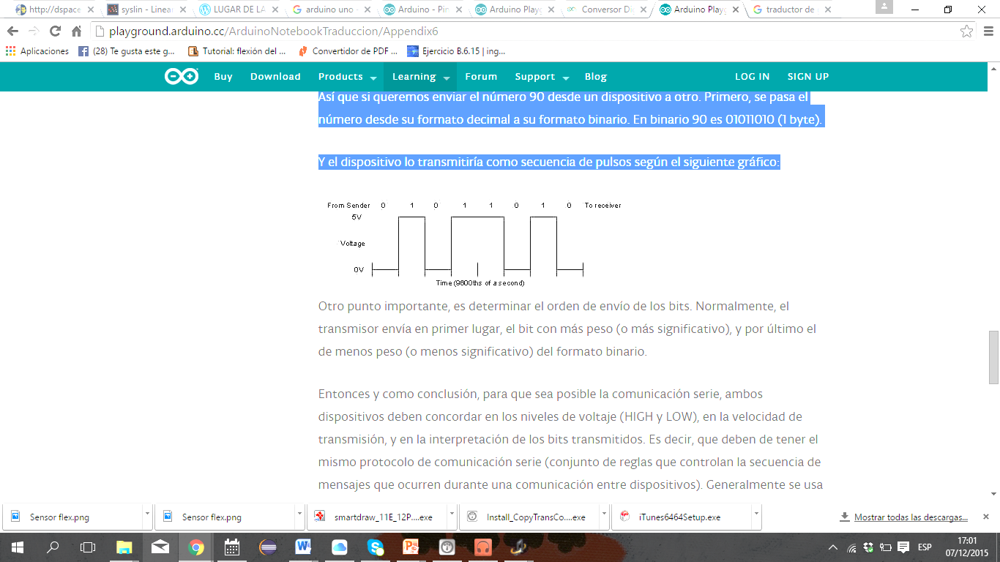 http://dspace
syslin - Linear
LUGAR DE LA
arduino uno -
Arduino - Pin
Arduino Playg
Conversor Di
Arduino Playg
traductor de
playground.arduino.cc/ArduinoNotebookTraduccion/Appendix6
Aplicaciones
(28) Te gusta este g...
Tutorial: flexión del ...
Convertidor de PDF ...
Ejercicio B.6.15 | ing...
Buy
Download
Products
Learning
Forum
Support
Blog
LOG IN
SIGN UP
Así que si queremos enviar el número 90 desde un dispositivo a otro. Primero, se pasa el
número desde su formato decimal a su formato binario. En binario 90 es 01011010 (1 byte).
Y el dispositivo lo transmitiría como secuencia de pulsos según el siguiente gráfico:
From Sender 0 1 0 1 1 0 1 0 To receiver
5V
Voltage
0V
Time (9600ths of a second)
Otro punto importante, es determinar el orden de envío de los bits. Normalmente, el
transmisor envía en primer lugar, el bit con más peso (o más significativo), y por último el
de menos peso (o menos significativo) del formato binario.
Entonces y como conclusión, para que sea posible la comunicación serie, ambos
dispositivos deben concordar en los niveles de voltaje (HIGH y LOW), en la velocidad de
transmisión, y en la interpretación de los bits transmitidos. Es decir, que deben de tener el
mismo protocolo de comunicación serie (conjunto de reglas que controlan la secuencia de
mensajes que ocurren durante una comunicación entre dispositivos). Generalmente se usa
Sensor flex.png
Sensor flex.png
smartdraw_11E_12P....exe
Install_CopyTransCo....exe
iTunes6464Setup.exe
Mostrar todas las descargas...
ESP
17:01
07/12/2015